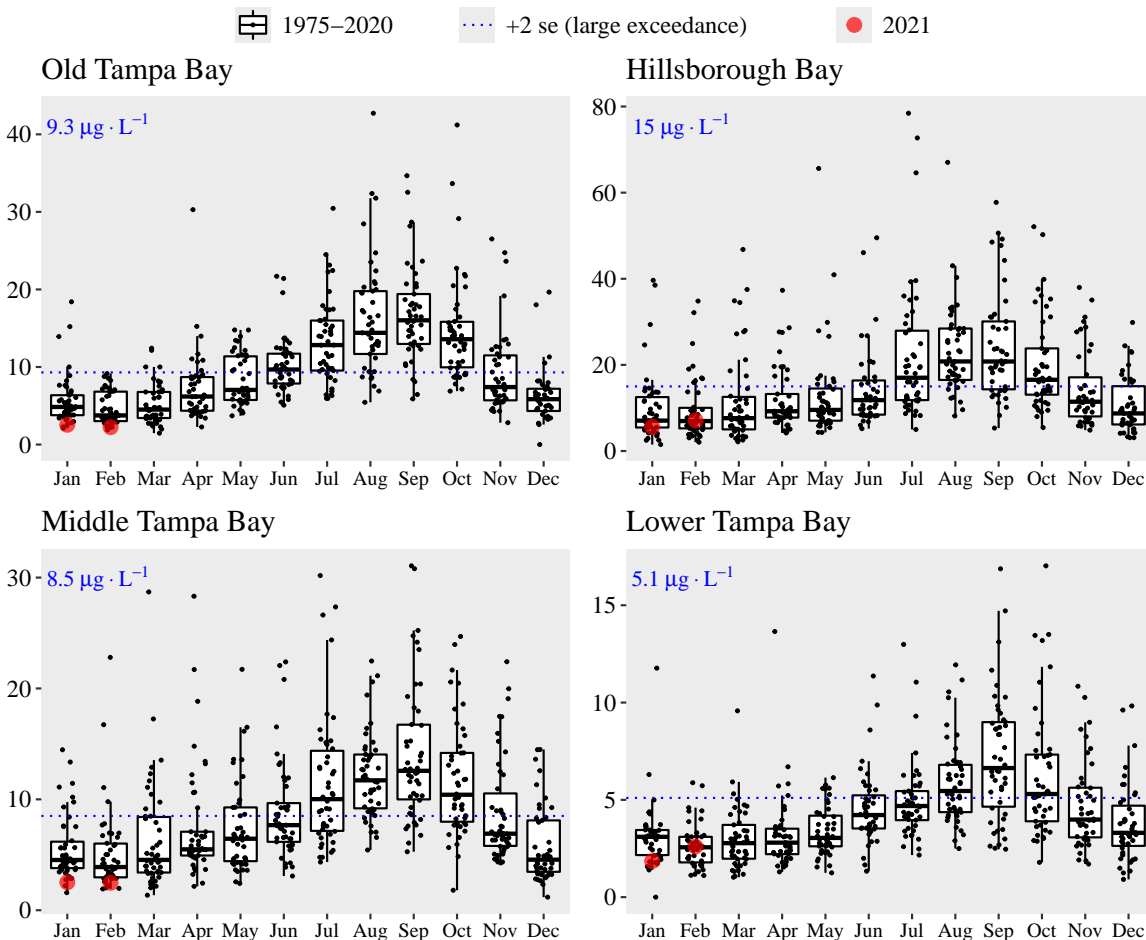 1975–2020 +2 se (large exceedance) 2021
Old Tampa Bay
9.3 μg · L⁻¹
40
30
20
10
0
Jan Feb Mar Apr May Jun Jul Aug Sep Oct Nov Dec
Hillsborough Bay
15 μg · L⁻¹
80
60
40
20
0
Jan Feb Mar Apr May Jun Jul Aug Sep Oct Nov Dec
Middle Tampa Bay
8.5 μg · L⁻¹
30
20
10
0
Jan Feb Mar Apr May Jun Jul Aug Sep Oct Nov Dec
Lower Tampa Bay
5.1 μg · L⁻¹
15
10
5
0
Jan Feb Mar Apr May Jun Jul Aug Sep Oct Nov Dec